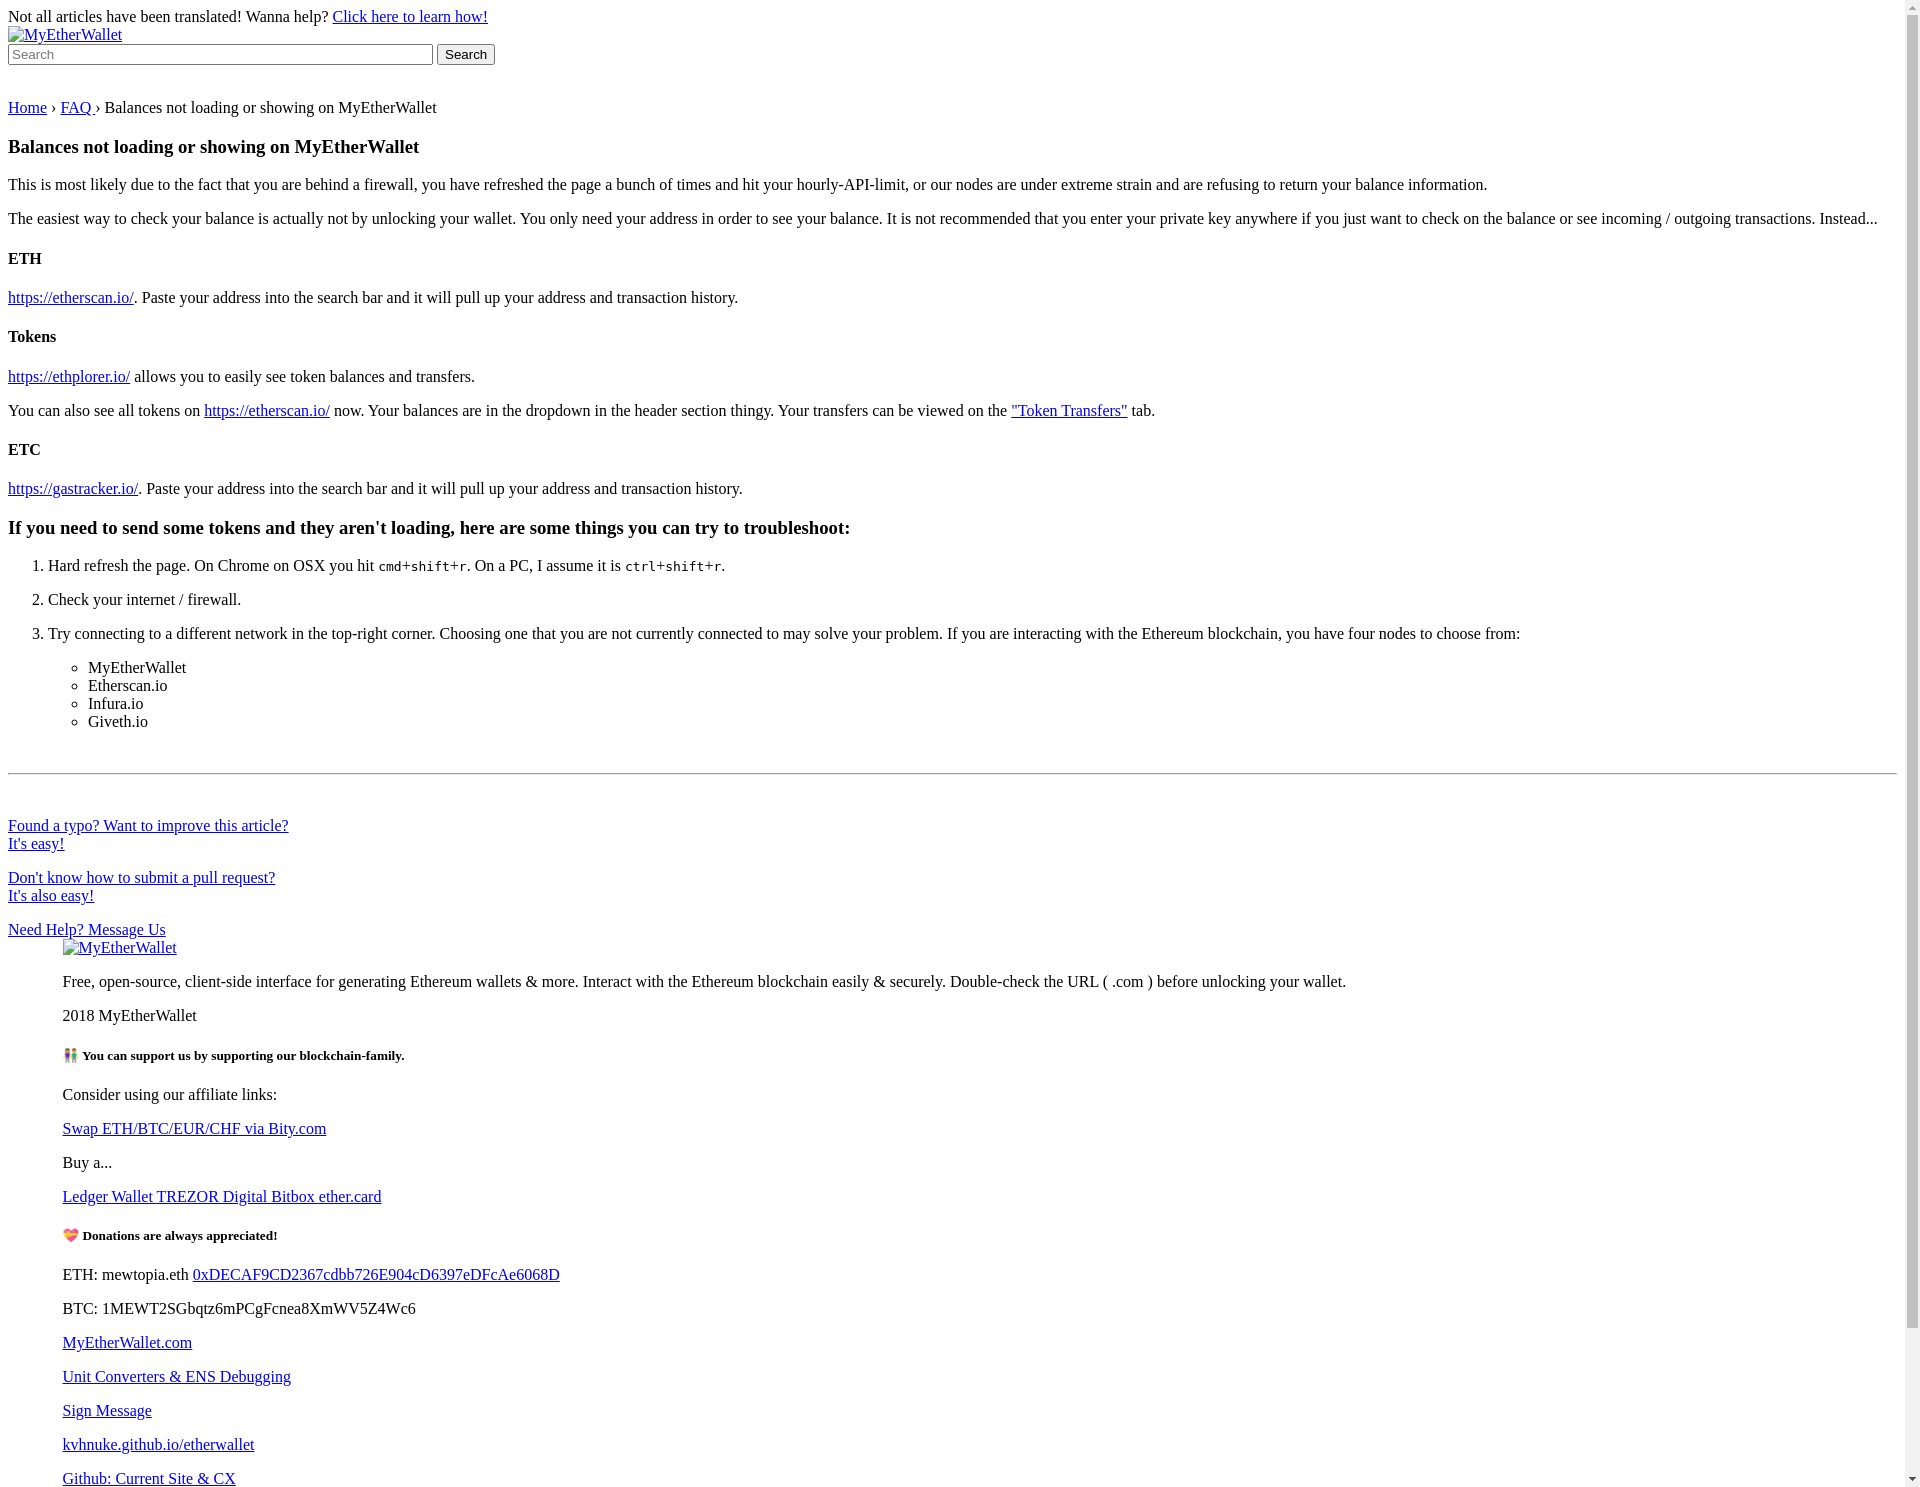 Not all articles have been translated! Wanna help? Click here to learn how!
MyEtherWallet
Search Search
Home › FAQ › Balances not loading or showing on MyEtherWallet
Balances not loading or showing on MyEtherWallet
This is most likely due to the fact that you are behind a firewall, you have refreshed the page a bunch of times and hit your hourly-API-limit, or our nodes are under extreme strain and are refusing to return your balance information.
The easiest way to check your balance is actually not by unlocking your wallet. You only need your address in order to see your balance. It is not recommended that you enter your private key anywhere if you just want to check on the balance or see incoming / outgoing transactions. Instead...
ETH
https://etherscan.io/. Paste your address into the search bar and it will pull up your address and transaction history.
Tokens
https://ethplorer.io/ allows you to easily see token balances and transfers.
You can also see all tokens on https://etherscan.io/ now. Your balances are in the dropdown in the header section thingy. Your transfers can be viewed on the "Token Transfers" tab.
ETC
https://gastracker.io/. Paste your address into the search bar and it will pull up your address and transaction history.
If you need to send some tokens and they aren't loading, here are some things you can try to troubleshoot:
1. Hard refresh the page. On Chrome on OSX you hit cmd+shift+r. On a PC, I assume it is ctrl+shift+r.
2. Check your internet / firewall.
3. Try connecting to a different network in the top-right corner. Choosing one that you are not currently connected to may solve your problem. If you are interacting with the Ethereum blockchain, you have four nodes to choose from:
MyEtherWallet
Etherscan.io
Infura.io
Giveth.io
Found a typo? Want to improve this article?
It's easy!
Don't know how to submit a pull request?
It's also easy!
Need Help? Message Us
MyEtherWallet
Free, open-source, client-side interface for generating Ethereum wallets & more. Interact with the Ethereum blockchain easily & securely. Double-check the URL ( .com ) before unlocking your wallet.
2018 MyEtherWallet
👫 You can support us by supporting our blockchain-family.
Consider using our affiliate links:
Swap ETH/BTC/EUR/CHF via Bity.com
Buy a...
Ledger Wallet TREZOR Digital Bitbox ether.card
💝 Donations are always appreciated!
ETH: mewtopia.eth 0xDECAF9CD2367cdbb726E904cD6397eDFcAe6068D
BTC: 1MEWT2SGbqtz6mPCgFcnea8XmWV5Z4Wc6
MyEtherWallet.com
Unit Converters & ENS Debugging
Sign Message
kvhnuke.github.io/etherwallet
Github: Current Site & CX